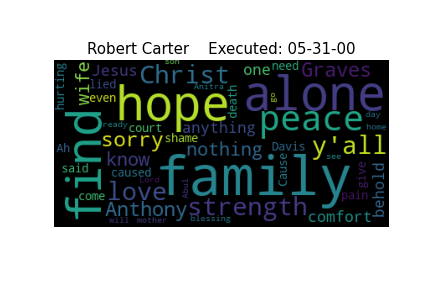 Robert Carter    Executed: 05-31-00
son
hurting wife Jesus Christ one need Graves
lied even Anitra death go alone
find hope peace
ready court shame anything day
Ah sorry nothing Davis y'all home
said know family Cause see give behold
caused Lord Abul
come love strength pain
Anthony comfort
will mother blessing